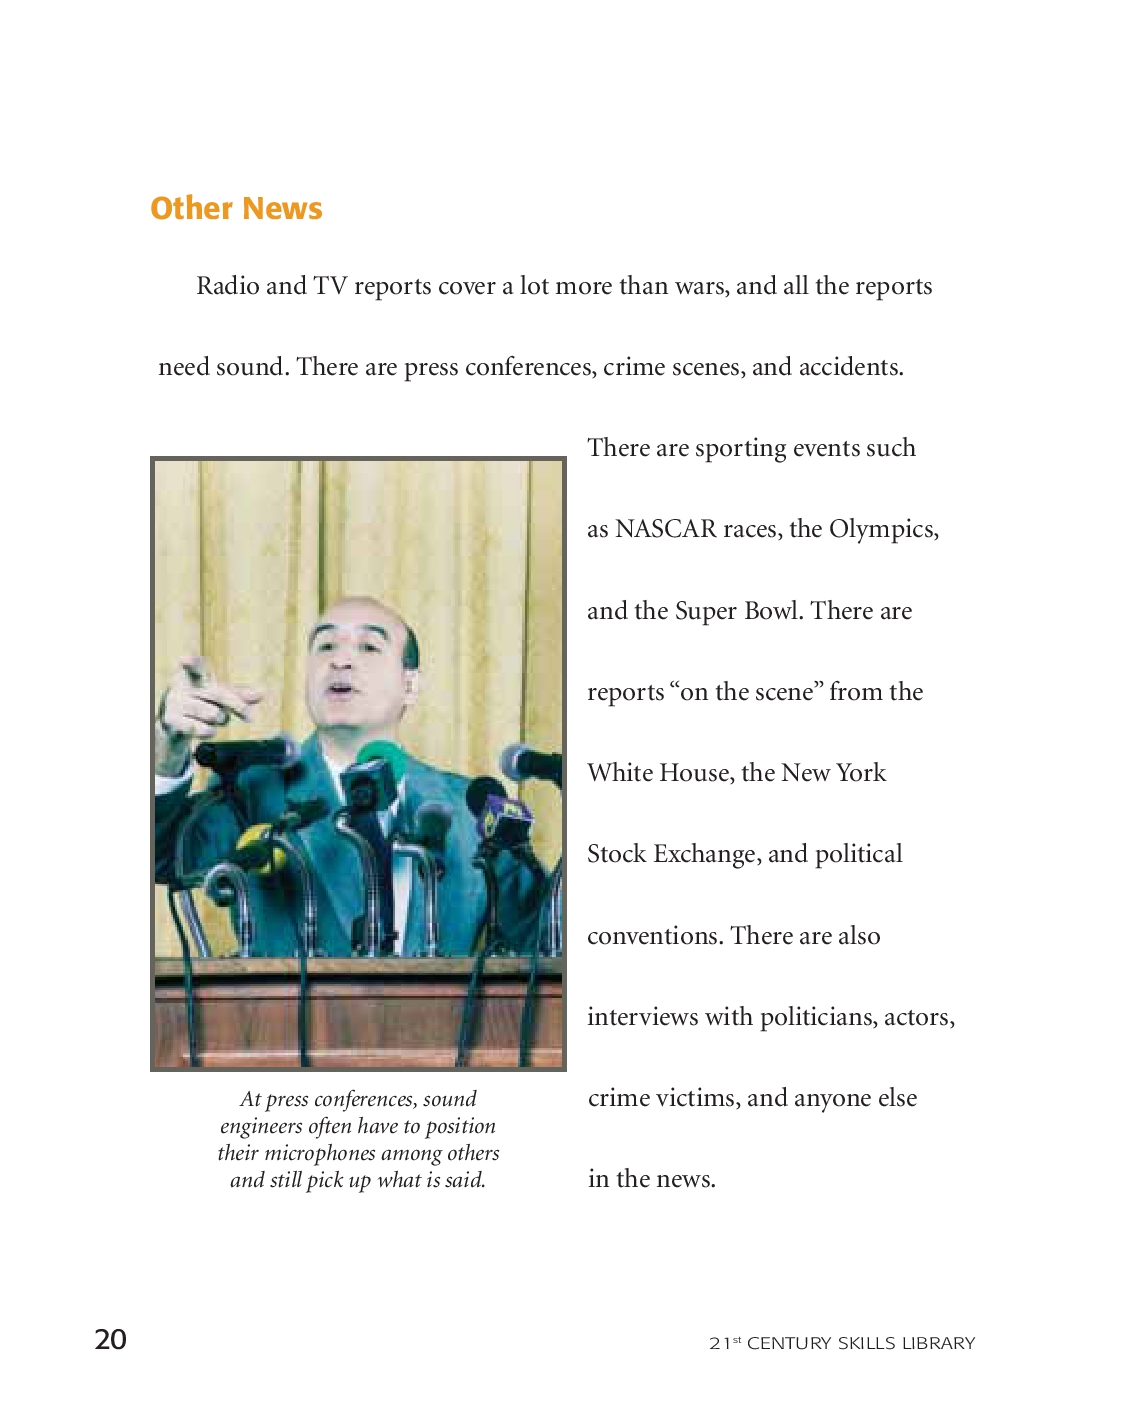 Other News
Radio and TV reports cover a lot more than wars, and all the reports
need sound. There are press conferences, crime scenes, and accidents.
There are sporting events such
as NASCAR races, the Olympics,
and the Super Bowl. There are
reports “on the scene” from the
White House, the New York
Stock Exchange, and political
conventions. There are also
interviews with politicians, actors,
crime victims, and anyone else
in the news.
At press conferences, sound
engineers often have to position
their microphones among others
and still pick up what is said.
20
21st CENTURY SKILLS LIBRARY